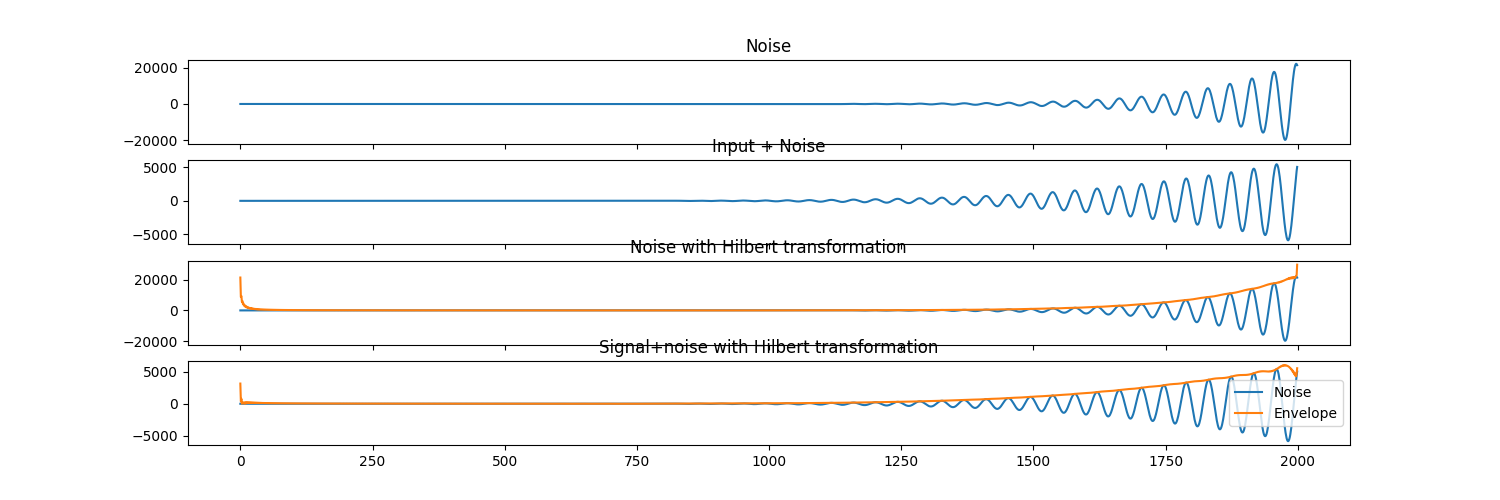 Noise
20000
0
−20000
Input + Noise
5000
0
−5000
Noise with Hilbert transformation
20000
0
−20000
Signal+noise with Hilbert transformation
5000
0
−5000
Noise
Envelope
0 250 500 750 1000 1250 1500 1750 2000